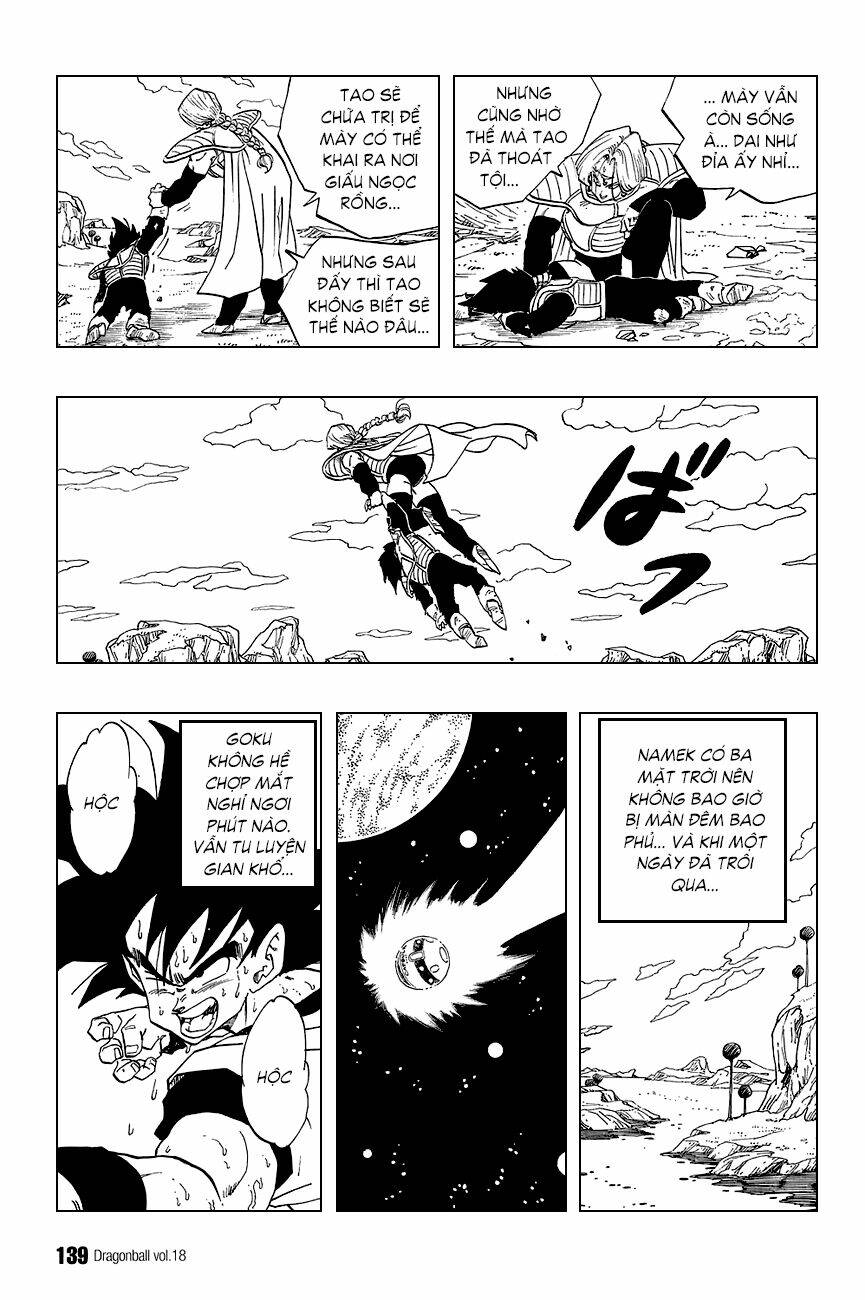 ... MÀY VẪN
CÒN SỐNG
À... DAI NHƯ
ĐỈA ẤY NHỈ...
NHƯNG
CŨNG NHỜ
THẾ MÀ TAO
ĐÃ THOÁT
TỘI...
TAO SẼ
CHỮA TRỊ ĐỂ
MÀY CÓ THỂ
KHAI RA NƠI
GIẤU NGỌC
RỒNG...
NHƯNG SAU
ĐẤY THÌ TAO
KHÔNG BIẾT SẼ
THẾ NÀO ĐÂU...
ばっ
NAMEK CÓ BA
MẶT TRỜI NÊN
KHÔNG BAO GIỜ
BỊ MÀN ĐÊM BAO
PHỦ... VÀ KHI MỘT
NGÀY ĐÃ TRÔI
QUA...
GOKU
KHÔNG HỀ
CHỢP MẮT
NGHỈ NGƠI
PHÚT NÀO.
VẪN TU LUYỆN
GIAN KHỔ...
HỘC
HỘC
139 Dragonball vol.18